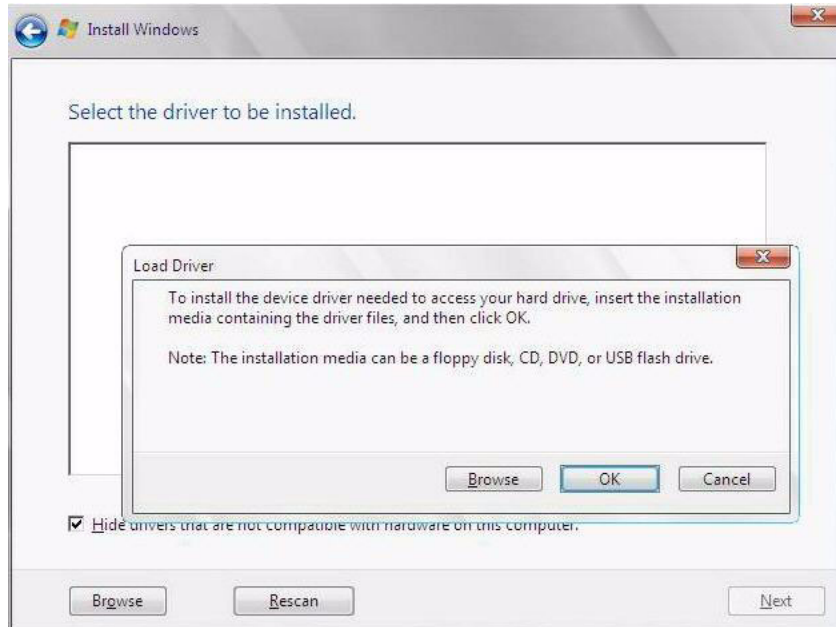 Install Windows
Select the driver to be installed.
Load Driver
To install the device driver needed to access your hard drive, insert the installation
media containing the driver files, and then click OK.
Note: The installation media can be a floppy disk, CD, DVD, or USB flash drive.
Browse OK Cancel
Hide drivers that are not compatible with hardware on this computer.
Browse Rescan Next